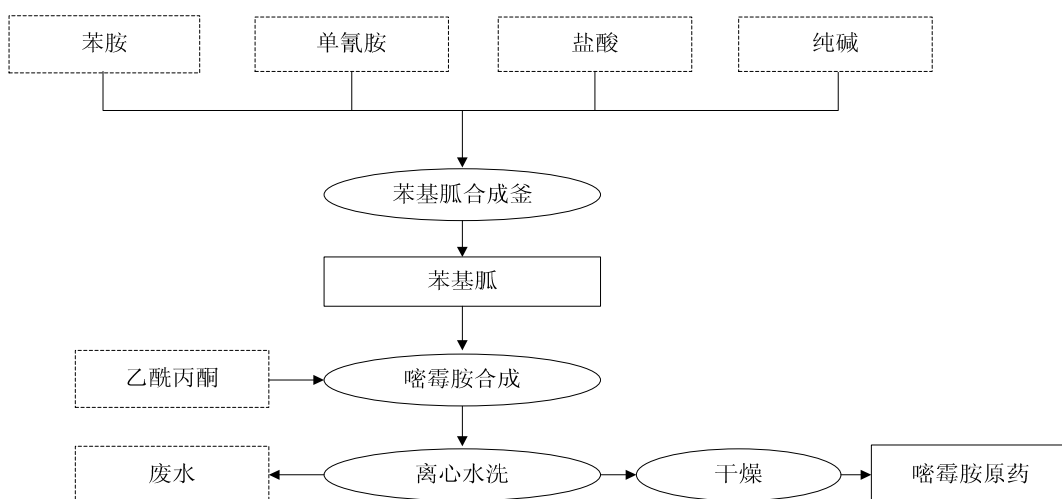 苯胺
单氰胺
盐酸
纯碱
苯基胍合成釜
苯基胍
乙酰丙酮
嘧霉胺合成
废水
离心水洗
干燥
嘧霉胺原药